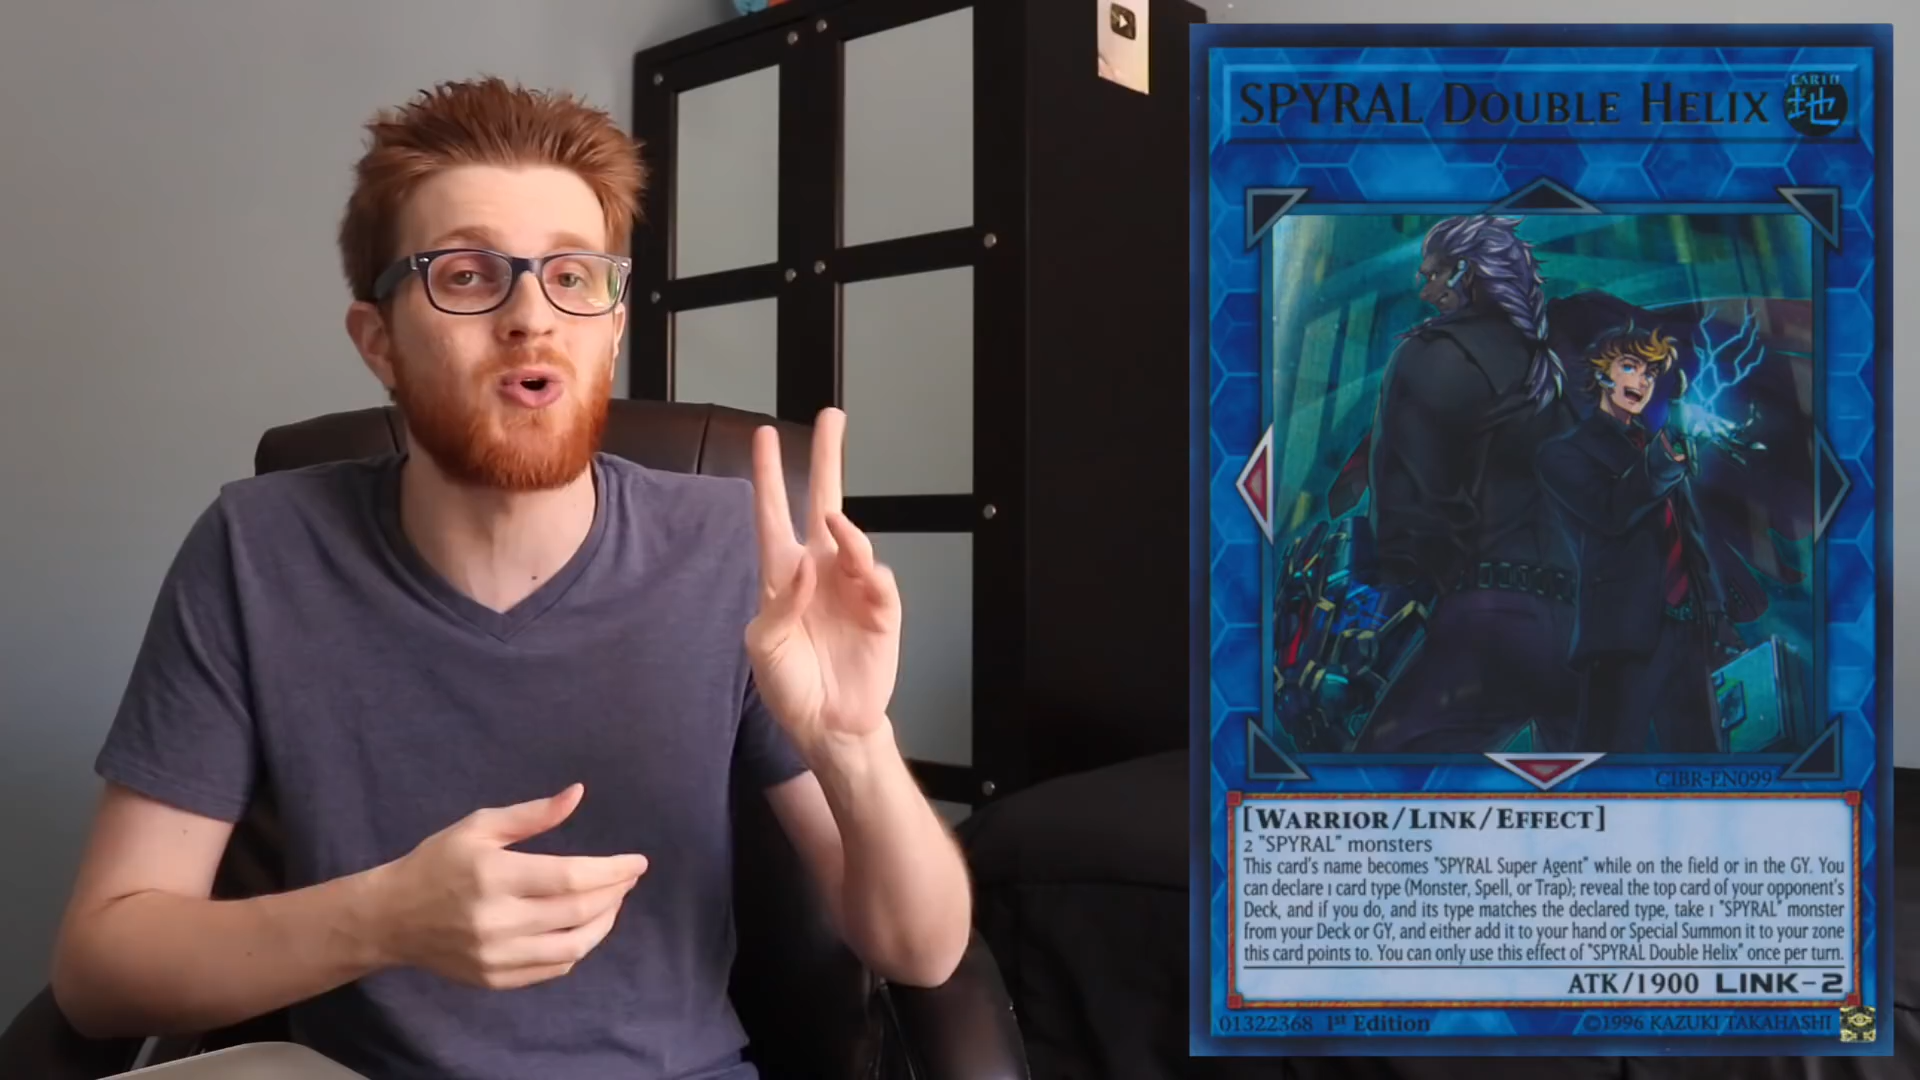 SPYRAL Double Helix
EARTH
地
CIBR-EN099
[Warrior/Link/Effect]
2 "SPYRAL" monsters
This card's name becomes "SPYRAL Super Agent" while on the field or in the GY. You
can declare 1 card type (Monster, Spell, or Trap); reveal the top card of your opponent's
Deck, and if you do, and its type matches the declared type, take 1 "SPYRAL" monster
from your Deck or GY, and either add it to your hand or Special Summon it to your zone
this card points to. You can only use this effect of "SPYRAL Double Helix" once per turn.
ATK/1900 LINK-2
01322368 1st Edition
©1996 KAZUKI TAKAHASHI